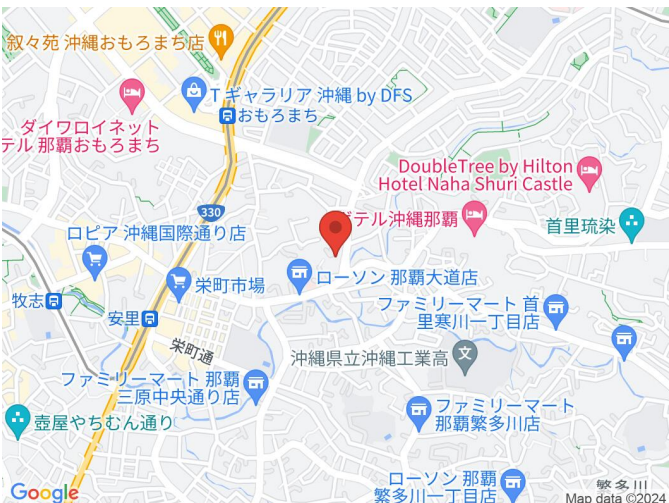 叙々苑 沖縄おもろまち店
T ギャラリア 沖縄 by DFS
おもろまち
ダイワロイネット
テル 那覇おもろまち
DoubleTree by Hilton
Hotel Naha Shuri Castle
330
テル沖縄那覇
首里琉染
ロピア 沖縄国際通り店
栄町市場
ローソン 那覇大道店
牧志
安里
ファミリーマート 首
里寒川一丁目店
栄町通
沖縄県立沖縄工業高
ファミリーマート 那覇
三原中央通り店
壺屋やちむん通り
ファミリーマート
那覇繁多川店
ローソン 那覇
繁多川一丁目店
繁多川
Google
Map data ©2024